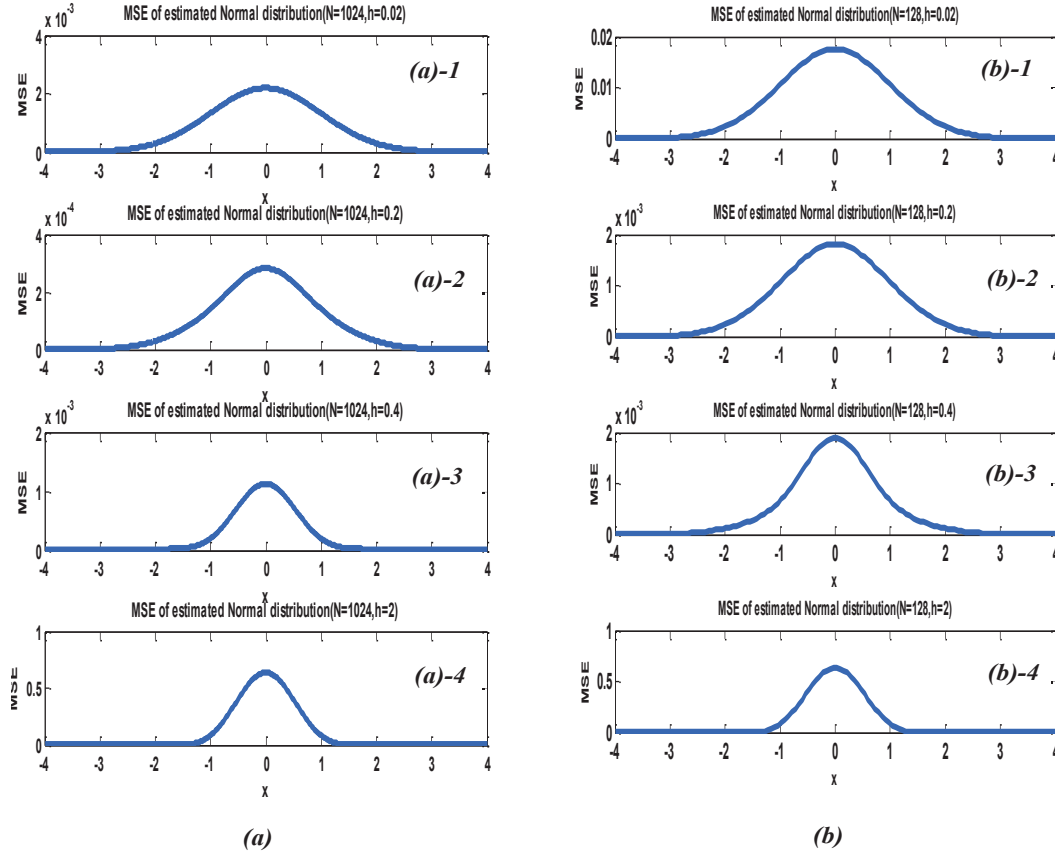 MSE of estimated Normal distribution(N=1024,h=0.02)
x 10^-3
4
2
0
MSE
(a)-1
-4 -3 -2 -1 0 1 2 3 4
x
MSE of estimated Normal distribution(N=1024,h=0.2)
x 10^-4
4
2
0
MSE
(a)-2
-4 -3 -2 -1 0 1 2 3 4
x
MSE of estimated Normal distribution(N=1024,h=0.4)
x 10^-3
2
1
0
MSE
(a)-3
-4 -3 -2 -1 0 1 2 3 4
x
MSE of estimated Normal distribution(N=1024,h=2)
1
0.5
0
MSE
(a)-4
-4 -3 -2 -1 0 1 2 3 4
x
(a)
MSE of estimated Normal distribution(N=128,h=0.02)
0.02
0.01
0
MSE
(b)-1
-4 -3 -2 -1 0 1 2 3 4
x
MSE of estimated Normal distribution(N=128,h=0.2)
x 10^-3
2
1
0
MSE
(b)-2
-4 -3 -2 -1 0 1 2 3 4
x
MSE of estimated Normal distribution(N=128,h=0.4)
x 10^-3
2
1
0
MSE
(b)-3
-4 -3 -2 -1 0 1 2 3 4
x
MSE of estimated Normal distribution(N=128,h=2)
1
0.5
0
MSE
(b)-4
-4 -3 -2 -1 0 1 2 3 4
x
(b)